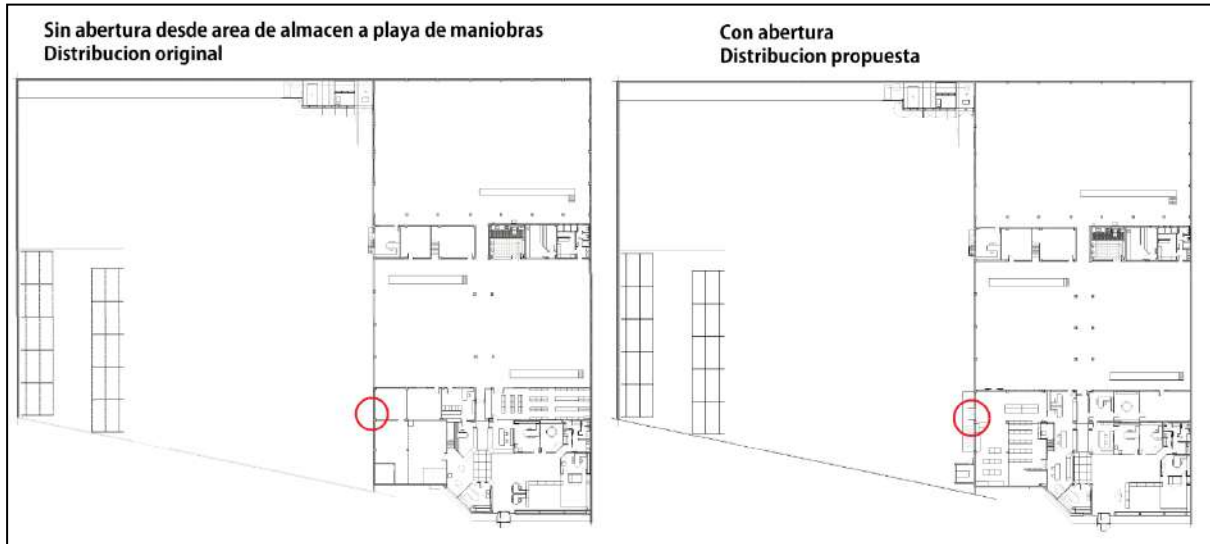 Sin abertura desde area de almacen a playa de maniobras
Distribucion original
Con abertura
Distribucion propuesta